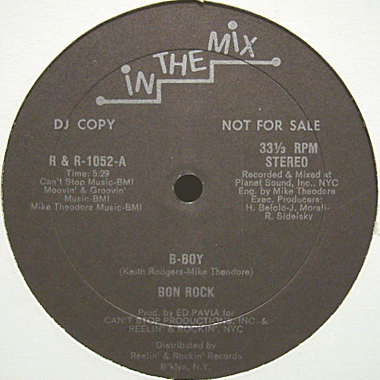 IN THE MIX
DJ COPY
NOT FOR SALE
R & R-1052-A
Time: 5:29
Can't Stop Music-BMI
Moovin' & Groovin'
Music-BMI
Mike Theodore Music-BMI
33⅓ RPM
STEREO
Recorded & Mixed at
Planet Sound, Inc., NYC
Eng. by Mike Theodore
Exec. Producers:
H. Belolo-J. Morali-
R. Sidelsky
B-BOY
(Keith Rodgers-Mike Theodore)
BON ROCK
Prod. by ED PAVIA for
CAN'T STOP PRODUCTIONS, INC. &
REELIN' & ROCKIN', NYC
Distributed by
Reelin' & Rockin' Records
B'klyn, N.Y.